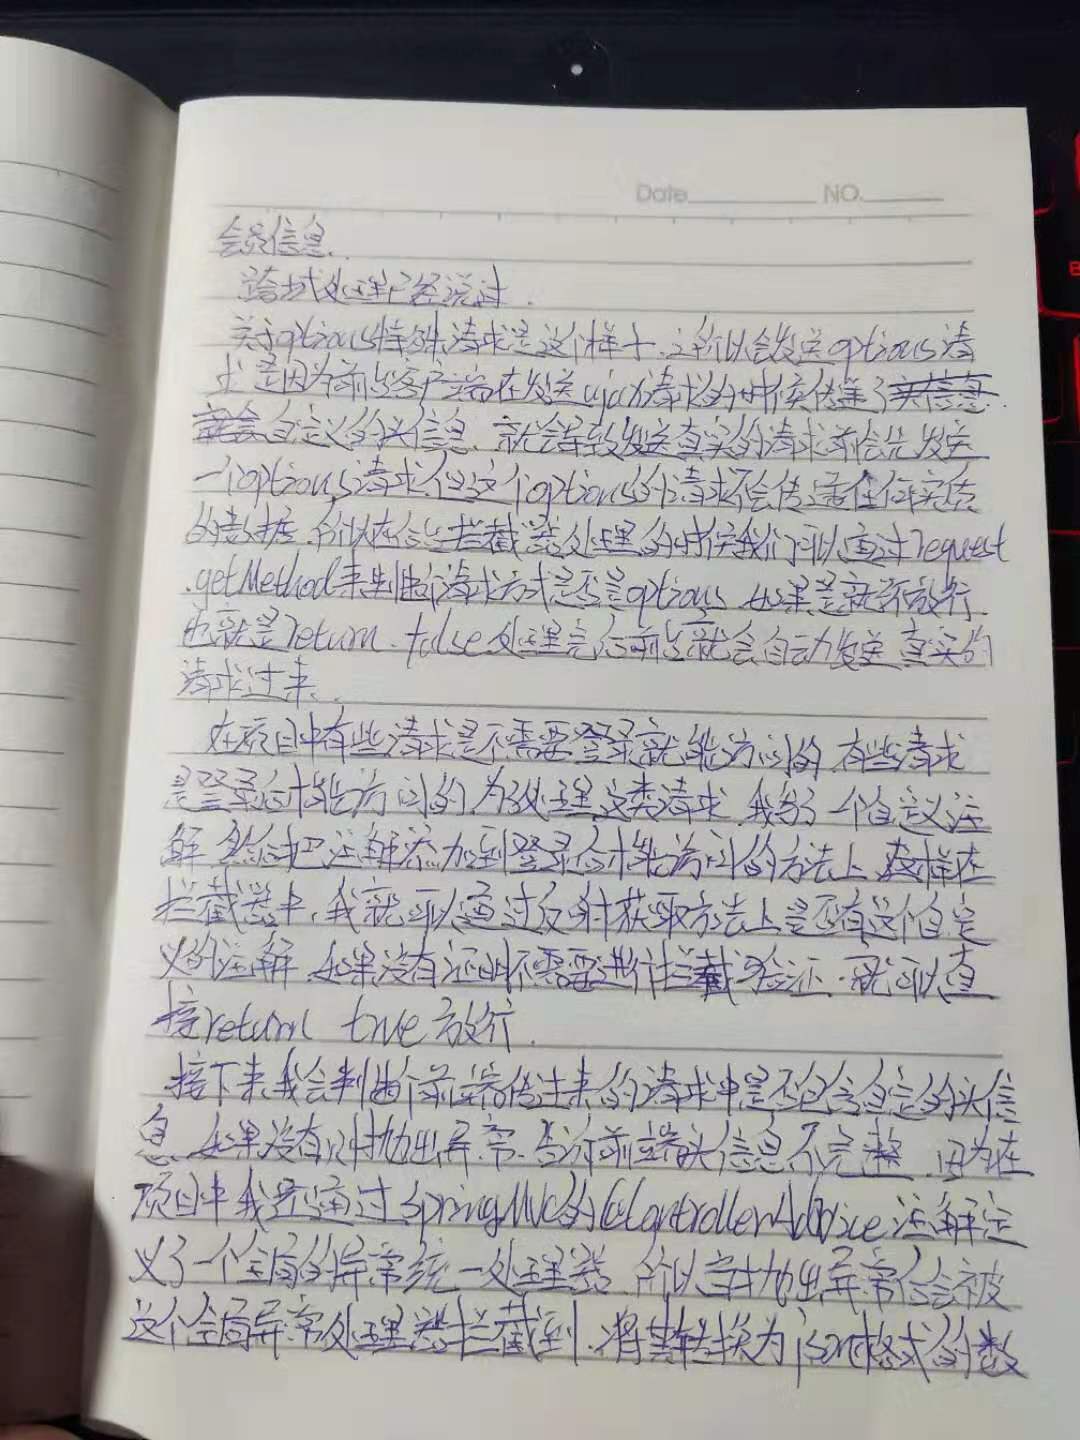 Date NO.
会员信息.
跨域处理已经说过.
关于options特殊请求是这个样子,之所以会发送options请
求是因为前台客户端在发送ajax请求的时候传递了头信息
就会自定义的头信息,就会导致发送真实的请求前会先发送
一个options请求,但这个options的请求不会传递任何实体
的数据,所以在后台拦截器处理的时候我们可以通过request
.getMethod来判断请求方式是否是options,如果是就不放行
也就是return false处理完后前台就会自动发送真实的
请求过来.
在项目中有些请求是不需要登录就能访问的,有些请求
是登录后才能访问的,为了处理这类请求,我写了一个自定义注
解,然后把注解添加到登录后才能访问的方法上,这样在
拦截器中,我就可以通过反射获取方法上是否有这个自定
义的注解,如果没有证明不需要进行拦截验证.就可以直
接return true放行.
接下来我会判断前端传过来的请求中是否包含自定的头信
息,如果没有则抛出异常,告诉前端头信息不完整,因为在
项目中我是通过SpringMVC的@ControllerAdvice注解定
义了一个全局的异常统一处理器,所以当抛出异常后会被
这个全局异常处理器拦截到.将其转换为json格式的数